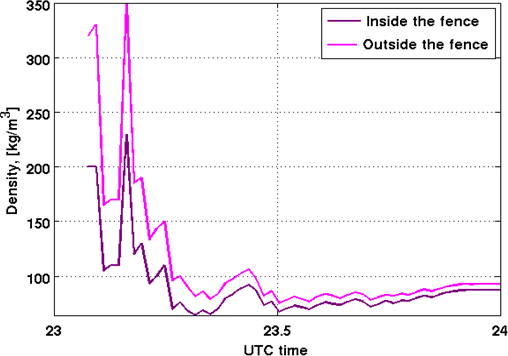 350
300
250
200
150
100
Density, [kg/m3]
Inside the fence
Outside the fence
23
23.5
24
UTC time